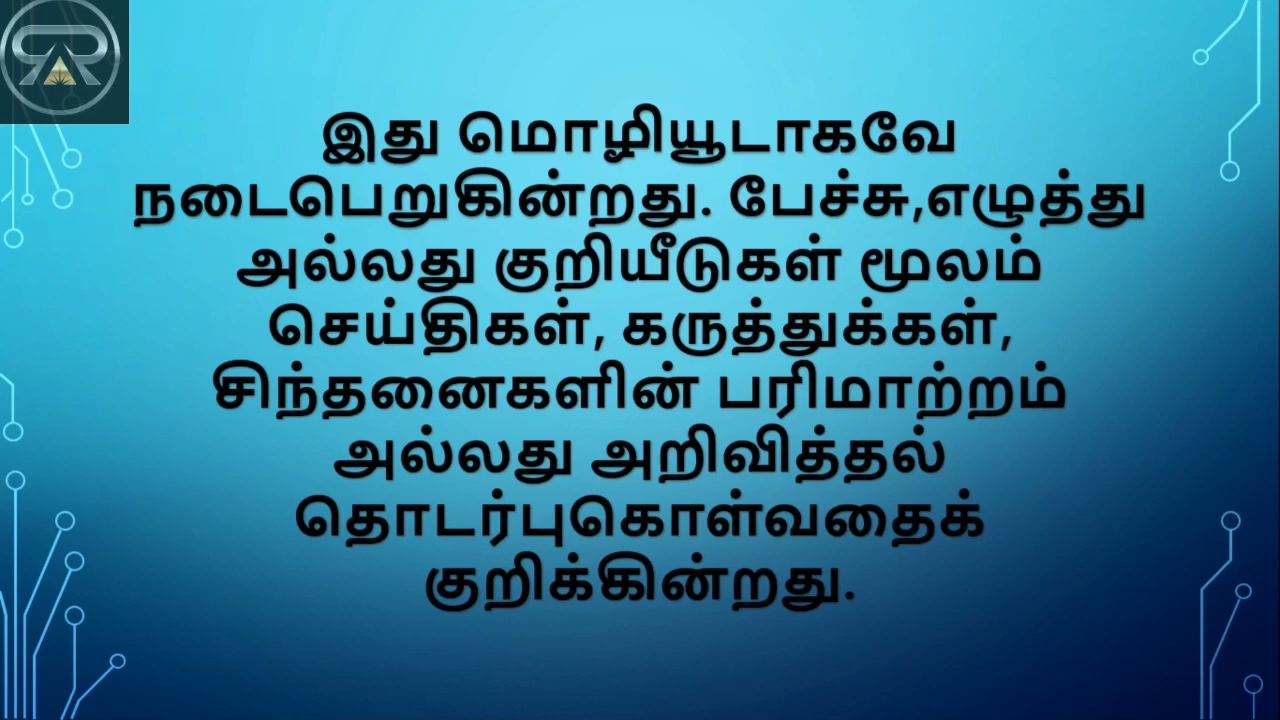 இது மொழியூடாகவே
நடைபெறுகின்றது. பேச்சு,எழுத்து
அல்லது குறியீடுகள் மூலம்
செய்திகள், கருத்துக்கள்,
சிந்தனைகளின் பரிமாற்றம்
அல்லது அறிவித்தல்
தொடர்புகொள்வதைக்
குறிக்கின்றது.